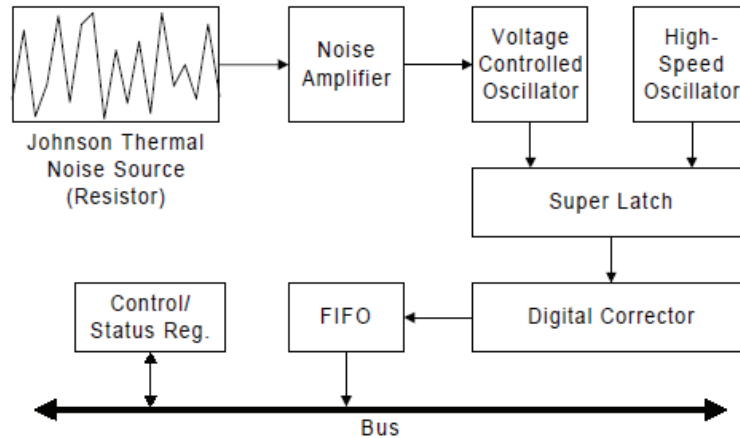 Johnson Thermal
Noise Source
(Resistor)
Noise
Amplifier
Voltage
Controlled
Oscillator
High-
Speed
Oscillator
Super Latch
Digital Corrector
FIFO
Control/
Status Reg.
Bus